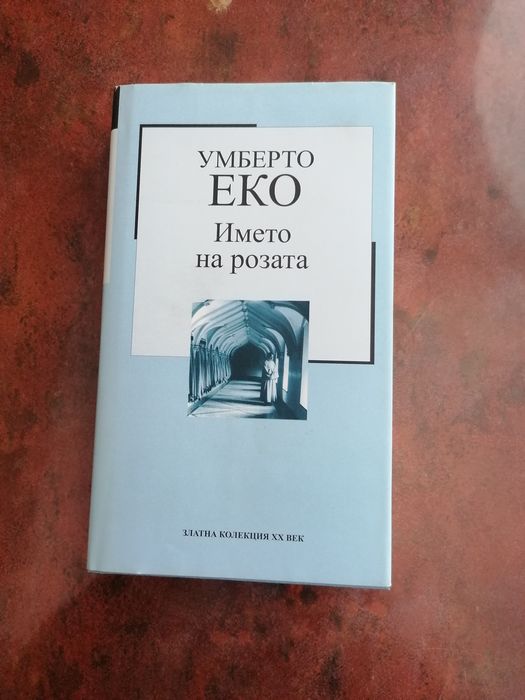 УМБЕРТО
ЕКО
Името
на розата
ЗЛАТНА КОЛЕКЦИЯ XX ВЕК